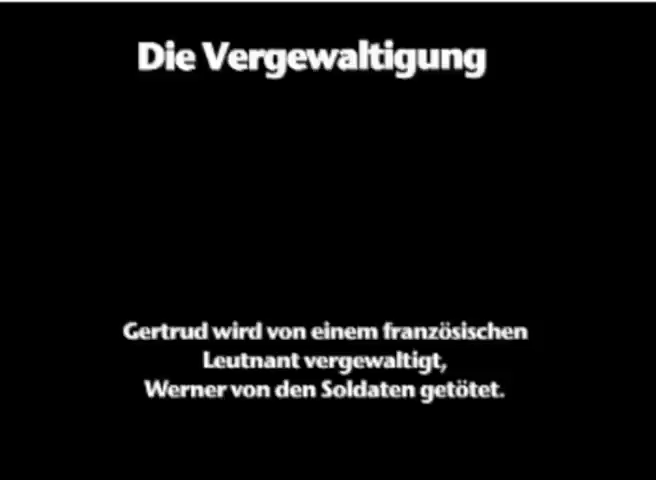 Die Vergewaltigung
Gertrud wird von einem französischen
Leutnant vergewaltigt,
Werner von den Soldaten getötet.